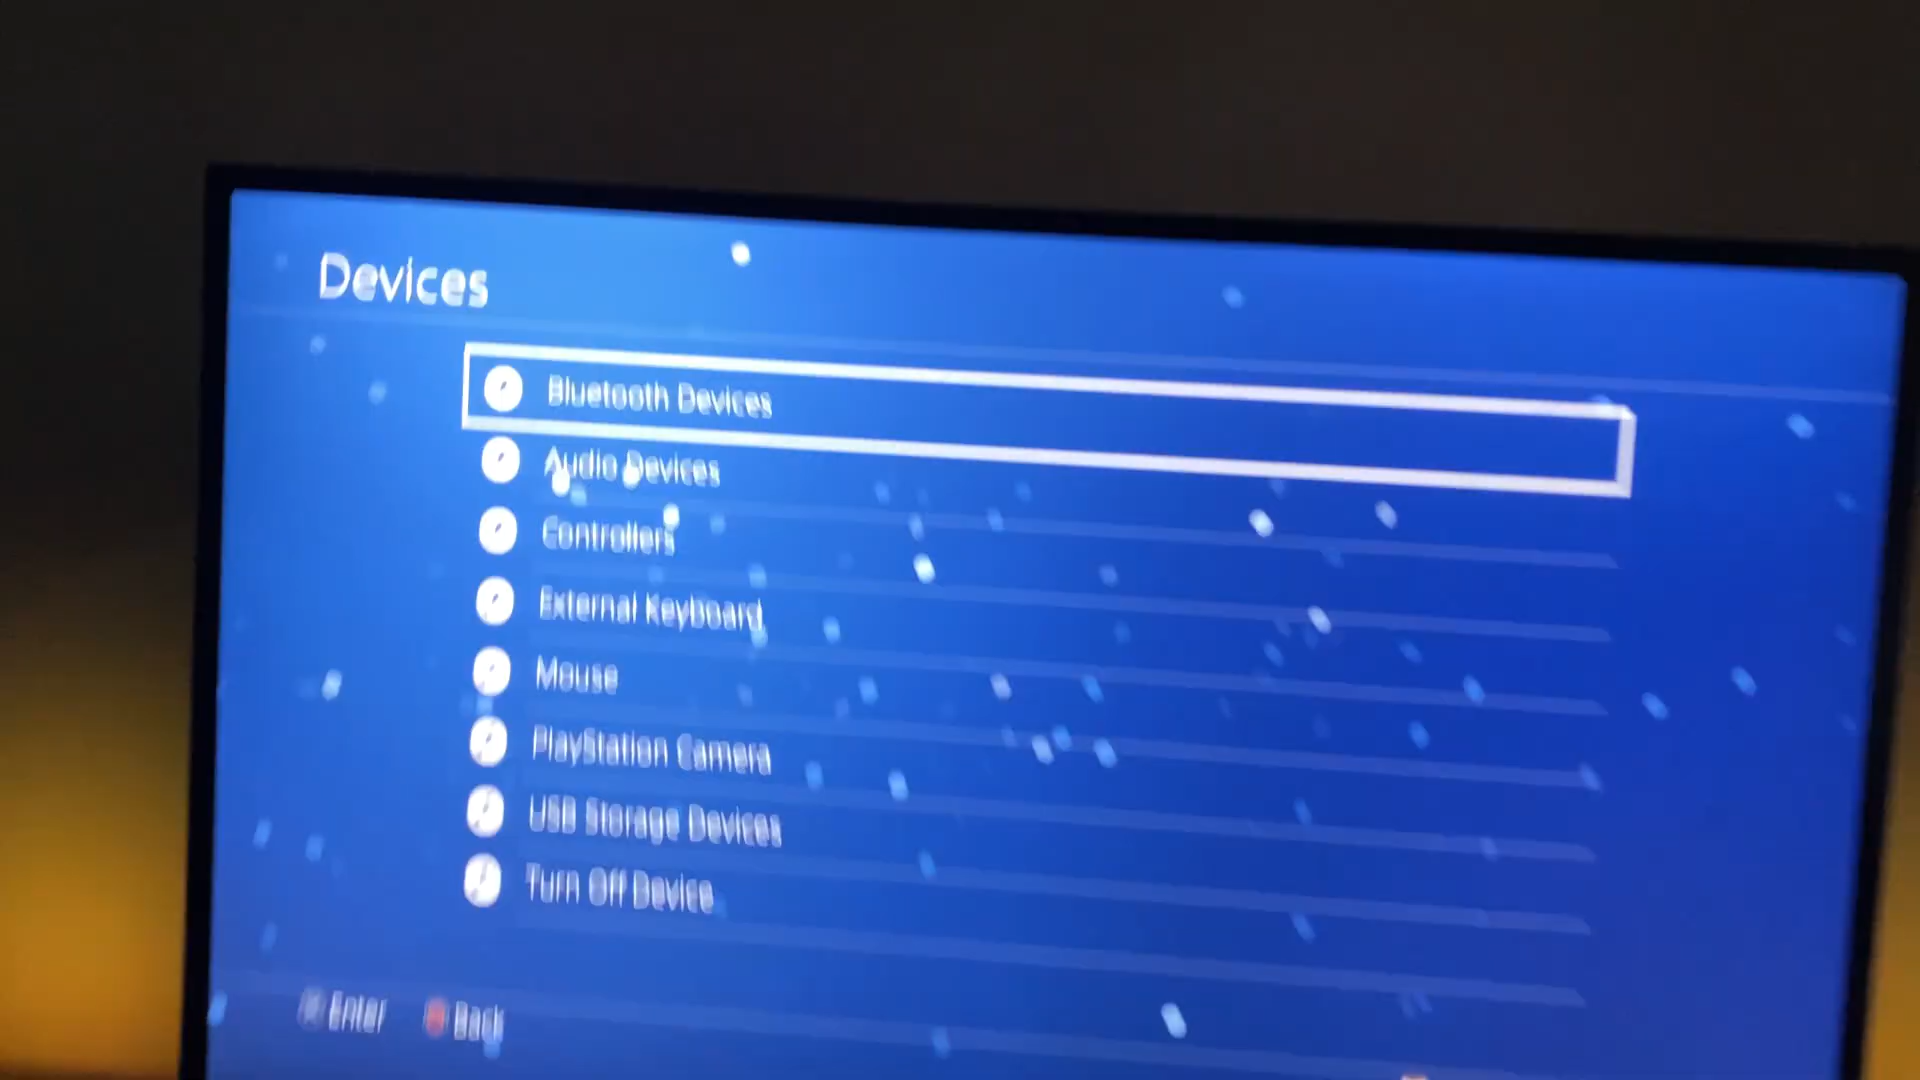 Devices
Bluetooth Devices
Audio Devices
Controllers
External Keyboard
Mouse
PlayStation Camera
USB Storage Devices
Turn Off Device
Enter Back